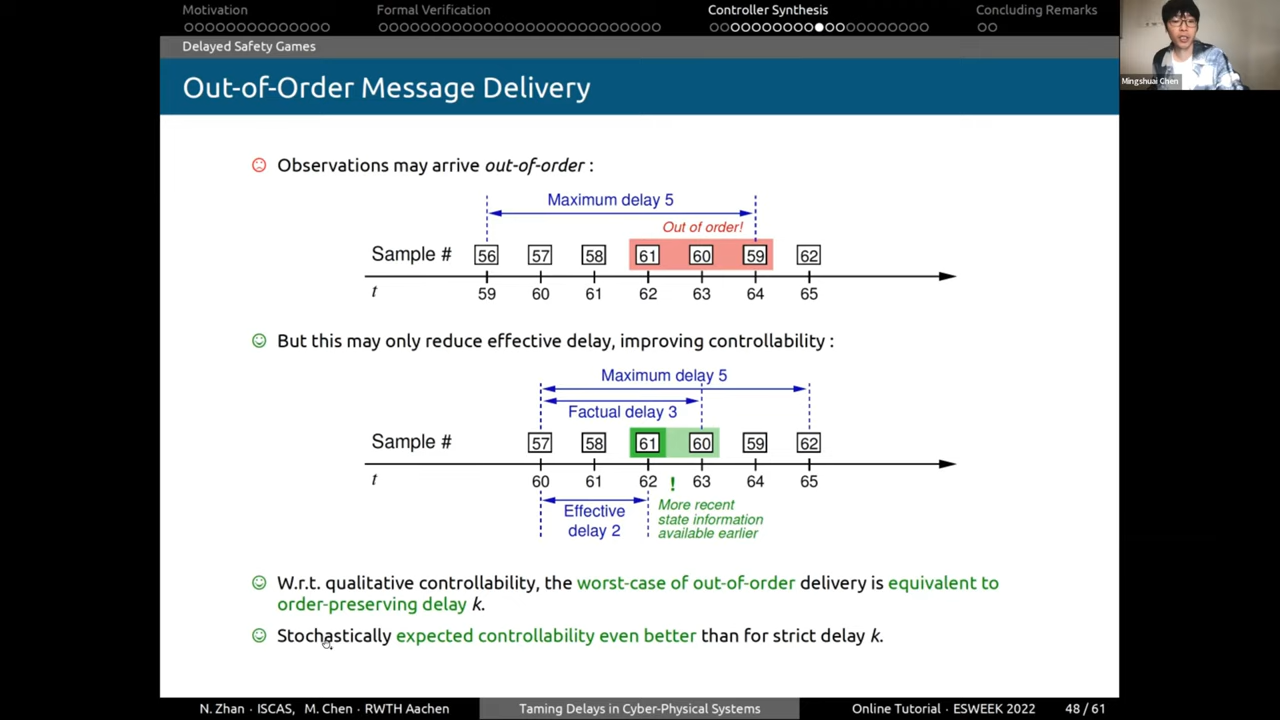 Motivation Formal Verification Controller Synthesis Concluding Remarks
Delayed Safety Games
Out-of-Order Message Delivery
Mingshuai Chen
Observations may arrive out-of-order :
Maximum delay 5
Out of order!
Sample # 56 57 58 61 60 59 62
t 59 60 61 62 63 64 65
But this may only reduce effective delay, improving controllability :
Maximum delay 5
Factual delay 3
Sample # 57 58 61 60 59 62
t 60 61 62 ! 63 64 65
Effective
delay 2
More recent
state information
available earlier
W.r.t. qualitative controllability, the worst-case of out-of-order delivery is equivalent to
order-preserving delay k.
Stochastically expected controllability even better than for strict delay k.
N. Zhan · ISCAS, M. Chen · RWTH Aachen Taming Delays in Cyber-Physical Systems Online Tutorial · ESWEEK 2022 48 / 61